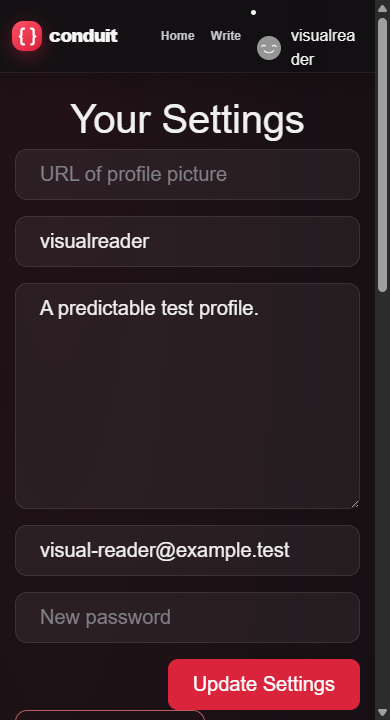 {} conduit
Home
Write
visualrea
der
Your Settings
URL of profile picture
visualreader
A predictable test profile.
visual-reader@example.test
New password
Update Settings